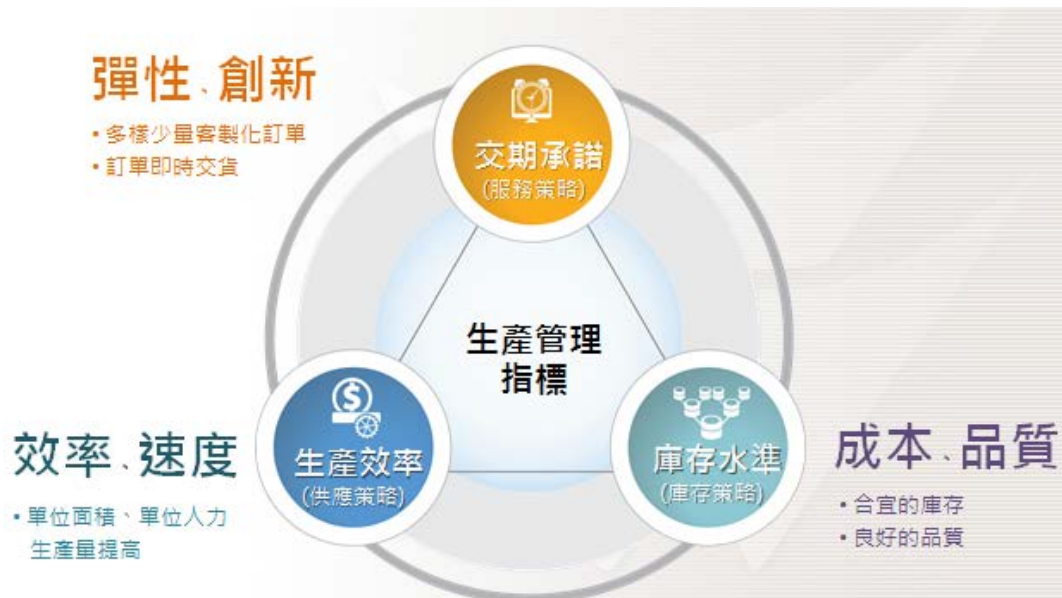 彈性、創新
• 多樣少量客製化訂單
• 訂單即時交貨
交期承諾
(服務策略)
生產管理
指標
效率、速度
• 單位面積、單位人力
生產量提高
生產效率
(供應策略)
庫存水準
(庫存策略)
成本、品質
• 合宜的庫存
• 良好的品質